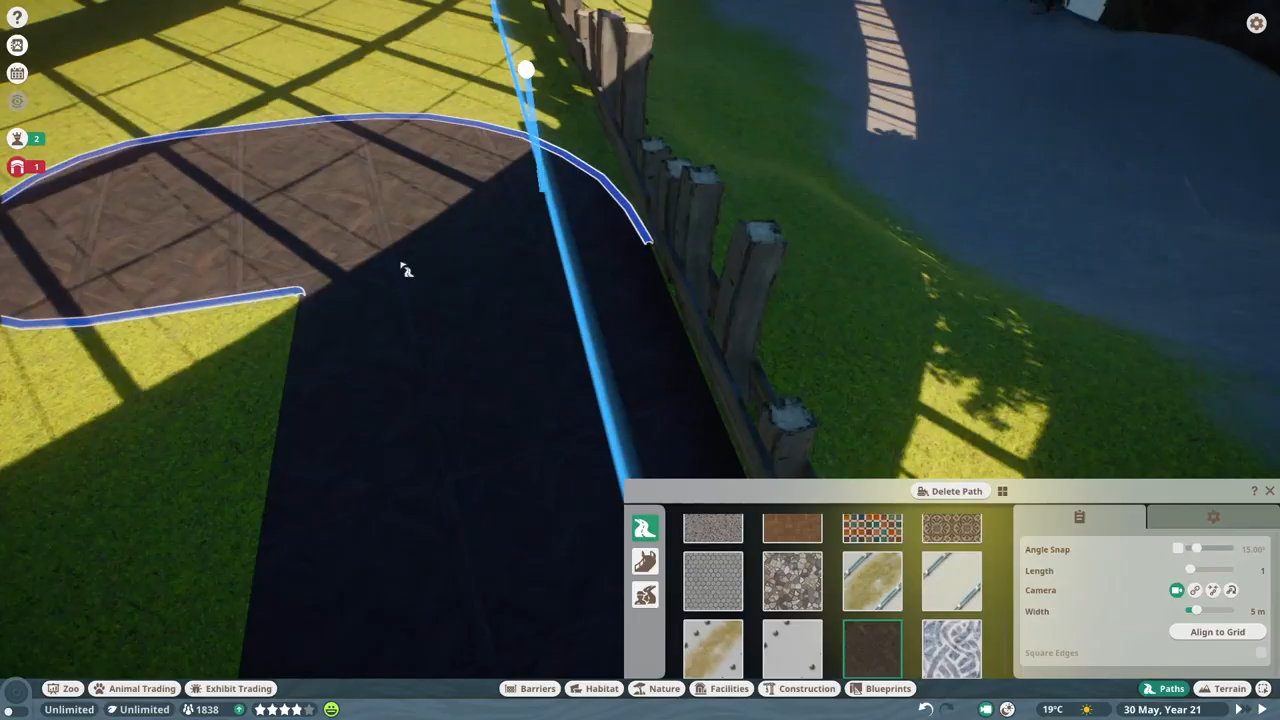 ?
2
1
Delete Path
?
Angle Snap 15.00°
Length 1
Camera
Width 5 m
Align to Grid
Square Edges
Zoo Animal Trading Exhibit Trading Barriers Habitat Nature Facilities Construction Blueprints Paths Terrain
Unlimited Unlimited 1838 19°C 30 May, Year 21